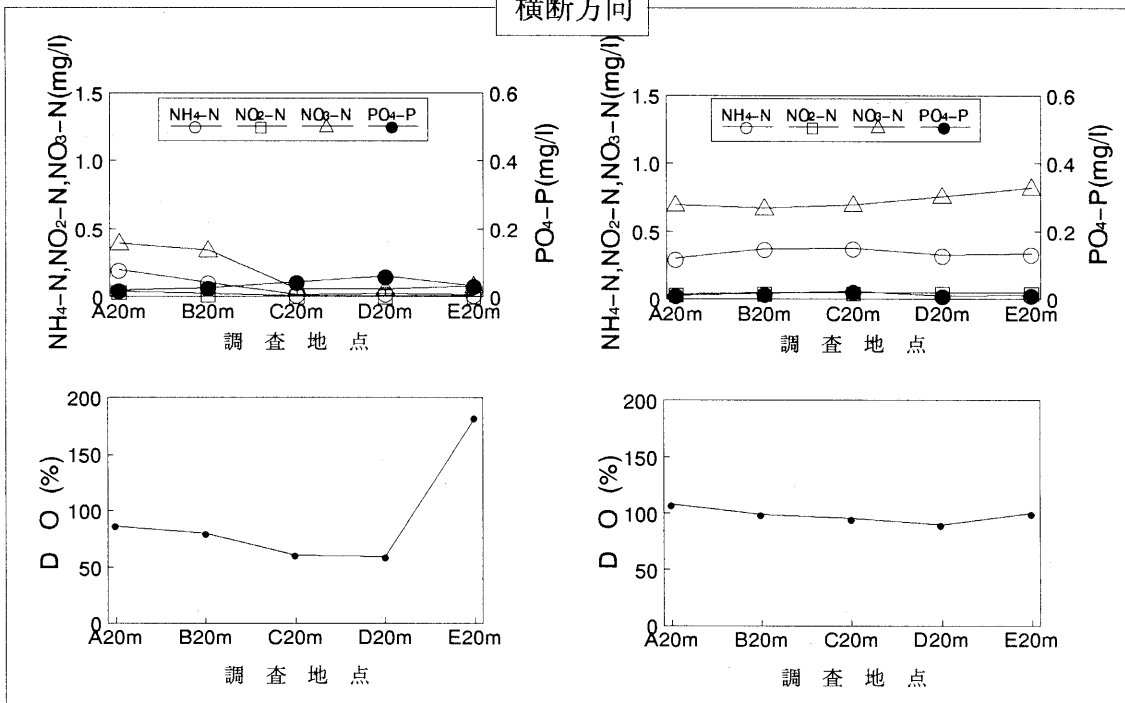 横断方向
NH4-N,NO2-N,NO3-N(mg/l)
1.5
1.0
0.5
0
NH4-N NO2-N NO3-N PO4-P
0.6
0.4
0.2
0
PO4-P(mg/l)
A20m B20m C20m D20m E20m
調 査 地 点
NH4-N,NO2-N,NO3-N(mg/l)
1.5
1.0
0.5
0
NH4-N NO2-N NO3-N PO4-P
0.6
0.4
0.2
0
PO4-P(mg/l)
A20m B20m C20m D20m E20m
調 査 地 点
D O (%)
200
150
100
50
0
A20m B20m C20m D20m E20m
調 査 地 点
D O (%)
200
150
100
50
0
A20m B20m C20m D20m E20m
調 査 地 点